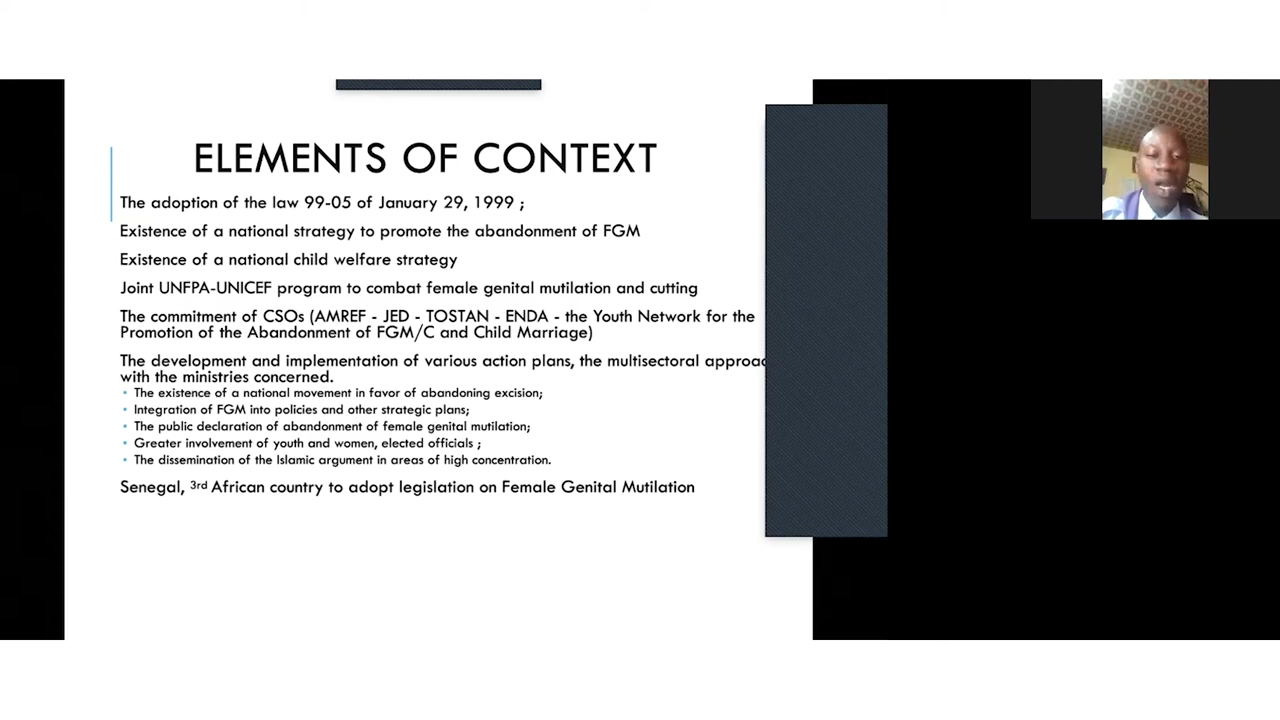 ELEMENTS OF CONTEXT
The adoption of the law 99-05 of January 29, 1999 ;
Existence of a national strategy to promote the abandonment of FGM
Existence of a national child welfare strategy
Joint UNFPA-UNICEF program to combat female genital mutilation and cutting
The commitment of CSOs (AMREF - JED - TOSTAN - ENDA - the Youth Network for the
Promotion of the Abandonment of FGM/C and Child Marriage)
The development and implementation of various action plans, the multisectoral
with the ministries concerned.
• The existence of a national movement in favor of abandoning excision;
• Integration of FGM into policies and other strategic plans;
• The public declaration of abandonment of female genital mutilation;
• Greater involvement of youth and women, elected officials ;
• The dissemination of the Islamic argument in areas of high concentration.
Senegal, 3rd African country to adopt legislation on Female Genital Mutilation